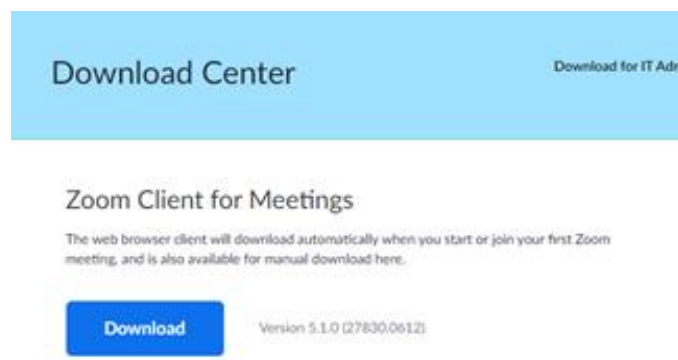 Download Center
Download for IT Adm
Zoom Client for Meetings
The web browser client will download automatically when you start or join your first Zoom
meeting, and is also available for manual download here.
Download
Version 5.1.0 (27830.0612)